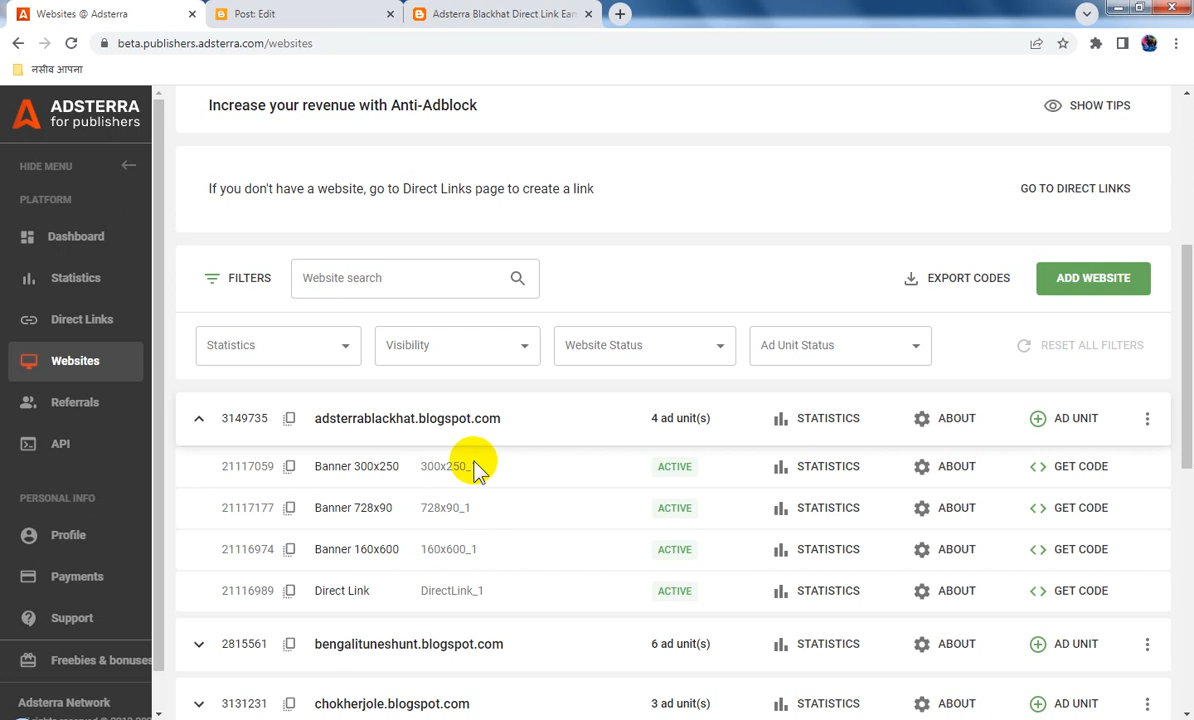 Websites @ Adsterra
Post: Edit
Adsterra Blackhat Direct Link Ear
beta.publishers.adsterra.com/websites
नसीब आपना
ADSTERRA
for publishers
HIDE MENU
PLATFORM
Dashboard
Statistics
Direct Links
Websites
Referrals
API
PERSONAL INFO
Profile
Payments
Support
Freebies & bonuses
Adsterra Network
Increase your revenue with Anti-Adblock
SHOW TIPS
If you don't have a website, go to Direct Links page to create a link
GO TO DIRECT LINKS
FILTERS
Website search
EXPORT CODES
ADD WEBSITE
Statistics
Visibility
Website Status
Ad Unit Status
RESET ALL FILTERS
3149735 adsterrablackhat.blogspot.com 4 ad unit(s) STATISTICS ABOUT AD UNIT
21117059 Banner 300x250 300x250_ ACTIVE STATISTICS ABOUT GET CODE
21117177 Banner 728x90 728x90_1 ACTIVE STATISTICS ABOUT GET CODE
21116974 Banner 160x600 160x600_1 ACTIVE STATISTICS ABOUT GET CODE
21116989 Direct Link DirectLink_1 ACTIVE STATISTICS ABOUT GET CODE
2815561 bengalituneshunt.blogspot.com 6 ad unit(s) STATISTICS ABOUT AD UNIT
3131231 chokherjole.blogspot.com 3 ad unit(s) STATISTICS ABOUT AD UNIT